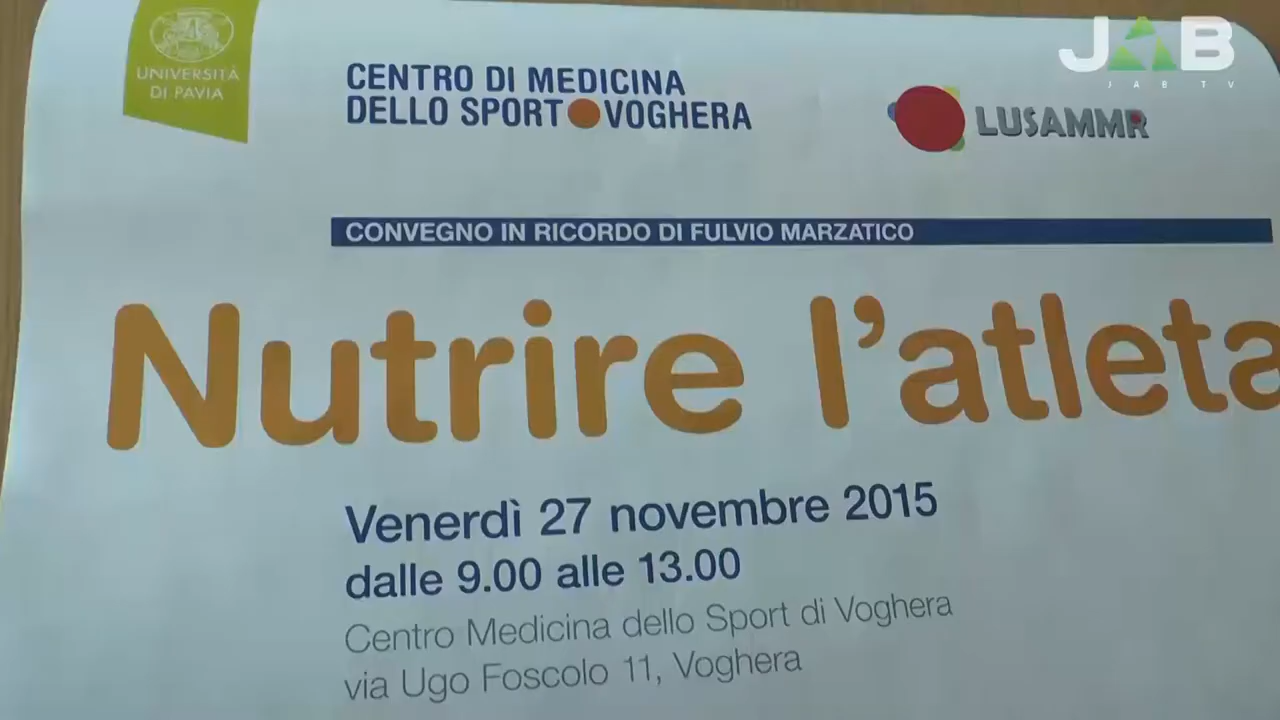 UNIVERSITÀ
DI PAVIA
CENTRO DI MEDICINA
DELLO SPORT VOGHERA
LUSAMMR
JAB
JAB TV
CONVEGNO IN RICORDO DI FULVIO MARZATICO
Nutrire l'atleta
Venerdì 27 novembre 2015
dalle 9.00 alle 13.00
Centro Medicina dello Sport di Voghera
via Ugo Foscolo 11, Voghera